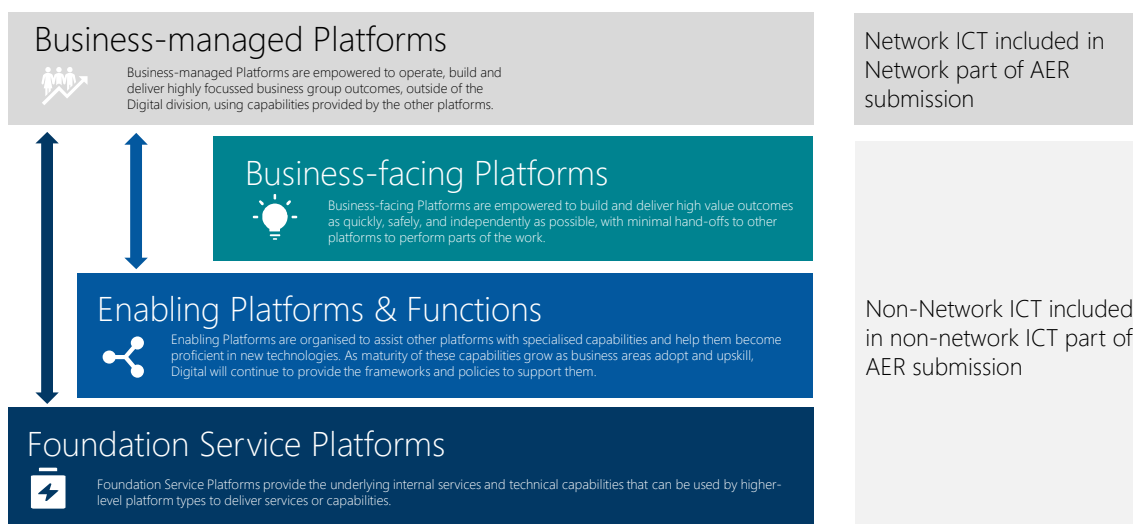 Business-managed Platforms
Business-managed Platforms are empowered to operate, build and
deliver highly focussed business group outcomes, outside of the
Digital division, using capabilities provided by the other platforms.
Network ICT included in
Network part of AER
submission
Business-facing Platforms
Business-facing Platforms are empowered to build and deliver high value outcomes
as quickly, safely, and independently as possible, with minimal hand-offs to other
platforms to perform parts of the work.
Enabling Platforms & Functions
Enabling Platforms are organised to assist other platforms with specialised capabilities and help them become
proficient in new technologies. As maturity of these capabilities grow as business areas adopt and upskill,
Digital will continue to provide the frameworks and policies to support them.
Non-Network ICT included
in non-network ICT part of
AER submission
Foundation Service Platforms
Foundation Service Platforms provide the underlying internal services and technical capabilities that can be used by higher-
level platform types to deliver services or capabilities.